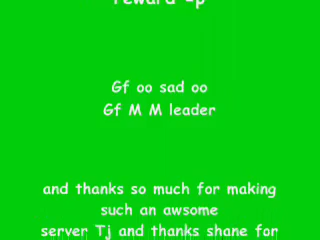 reward =p
Gf oo sad oo
Gf M M leader
and thanks so much for making
such an awsome
server Tj and thanks shane for